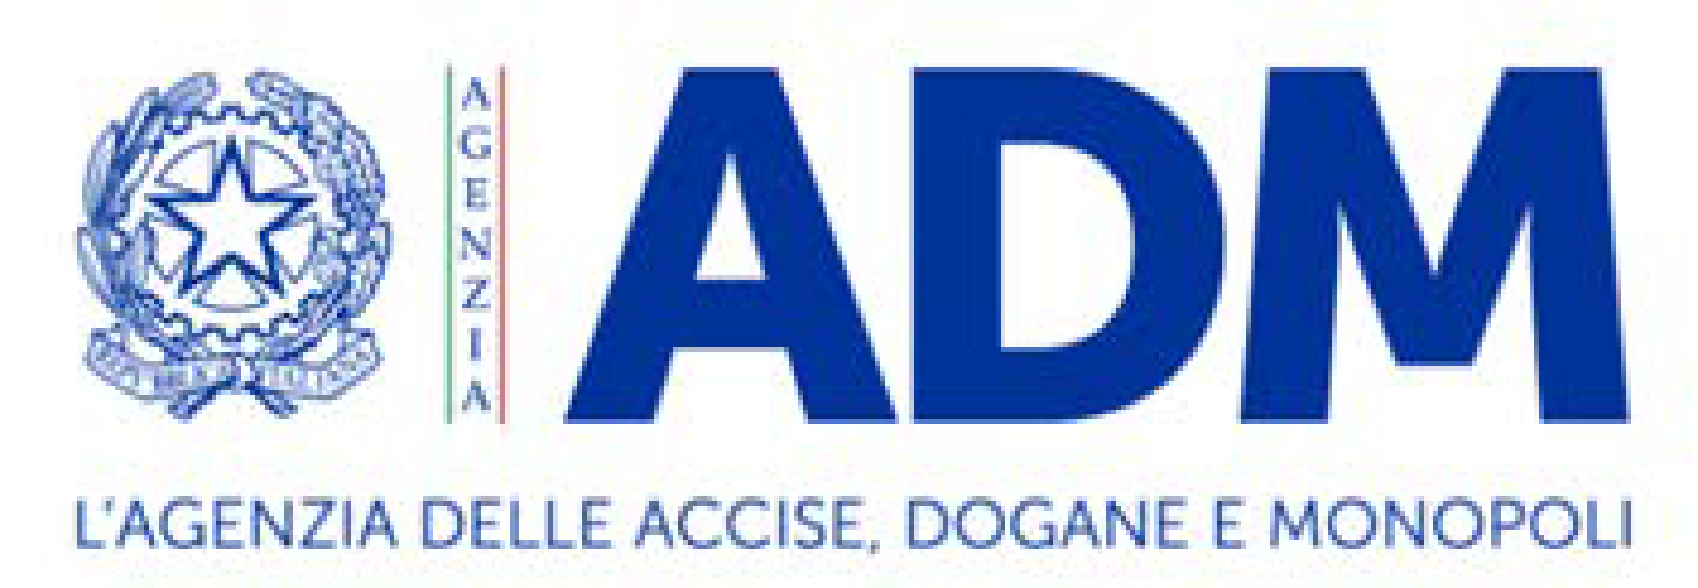 AGENZIA
ADM
L'AGENZIA DELLE ACCISE, DOGANE E MONOPOLI